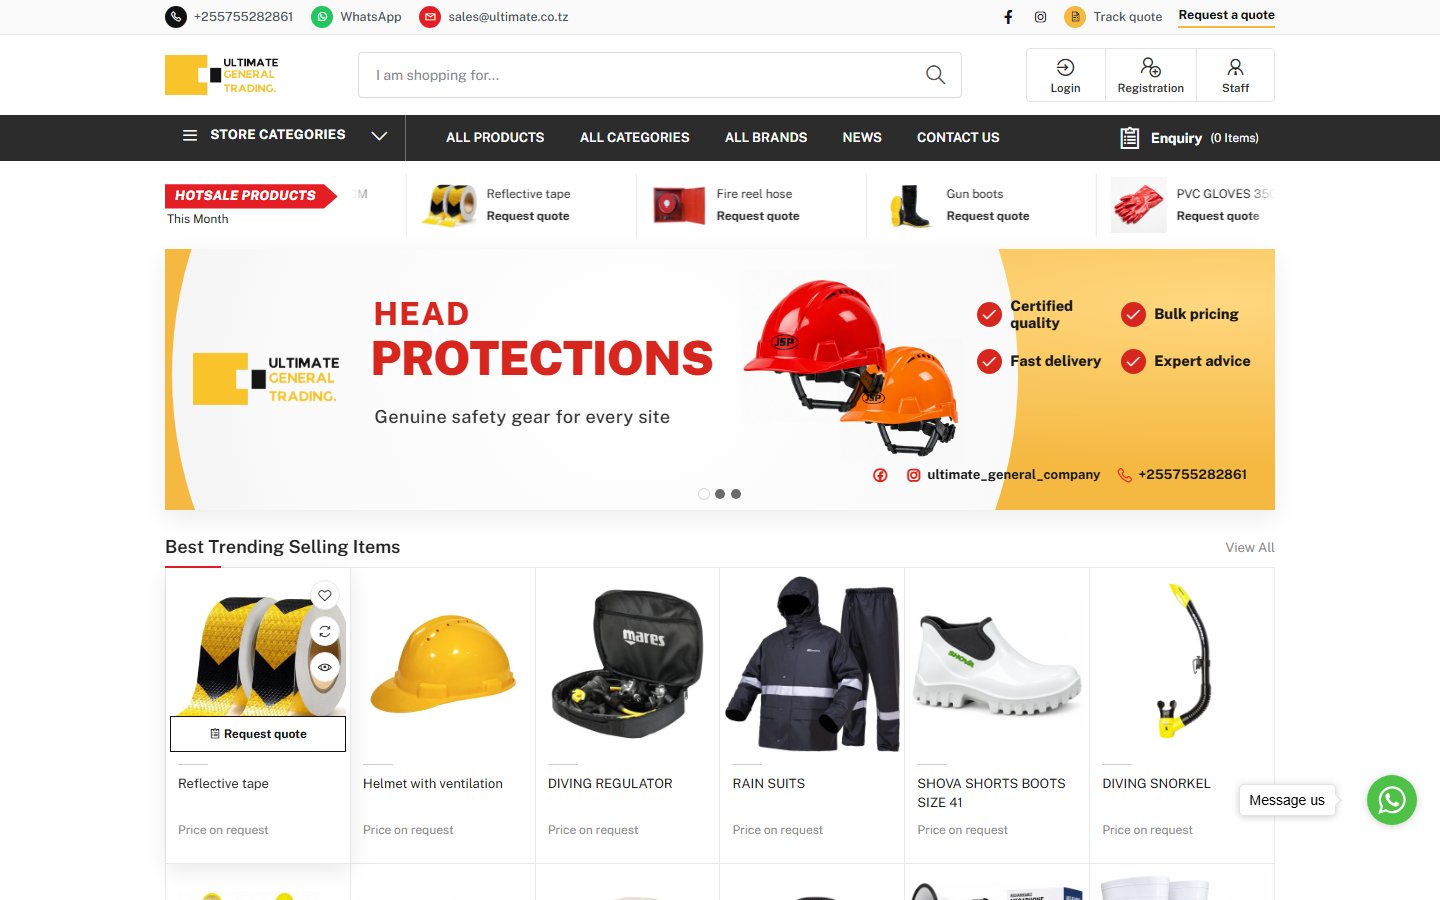 +255755282861
WhatsApp
sales@ultimate.co.tz
Track quote
Request a quote
ULTIMATE
GENERAL
TRADING.
I am shopping for...
Login
Registration
Staff
STORE CATEGORIES
ALL PRODUCTS
ALL CATEGORIES
ALL BRANDS
NEWS
CONTACT US
Enquiry (0 Items)
HOTSALE PRODUCTS
This Month
Reflective tape
Request quote
Fire reel hose
Request quote
Gun boots
Request quote
PVC GLOVES
Request quote
ULTIMATE
GENERAL
TRADING.
HEAD
PROTECTIONS
Genuine safety gear for every site
JSP
JSP
Certified
quality
Bulk pricing
Fast delivery
Expert advice
ultimate_general_company
+255755282861
Best Trending Selling Items
View All
mares
SHOVA
Request quote
Reflective tape
Price on request
Helmet with ventilation
Price on request
DIVING REGULATOR
Price on request
RAIN SUITS
Price on request
SHOVA SHORTS BOOTS
SIZE 41
Price on request
DIVING SNORKEL
Price on request
Message us